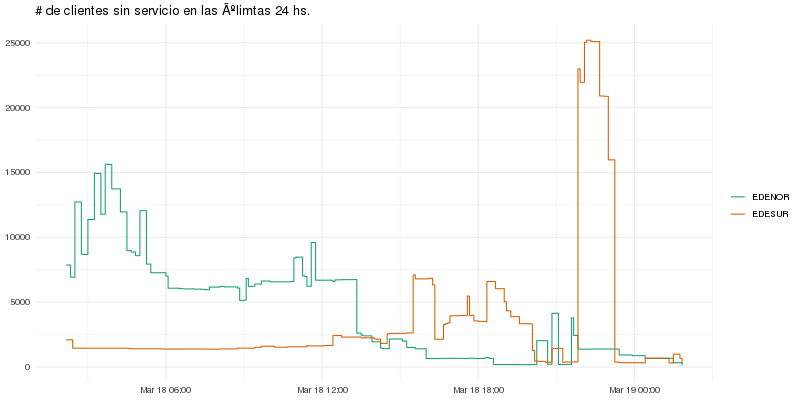 # de clientes sin servicio en las Ãºlimtas 24 hs.
25000
20000
15000
10000
5000
0
Mar 18 06:00
Mar 18 12:00
Mar 18 18:00
Mar 19 00:00
EDENOR
EDESUR